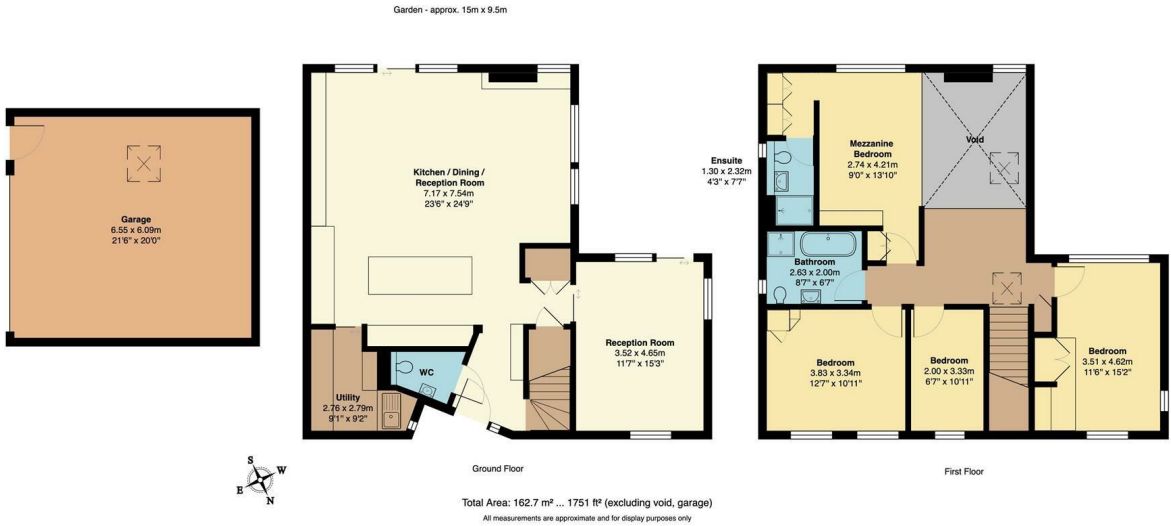 Garden - approx. 15m x 9.5m
Garage
6.55 x 6.09m
21'6" x 20'0"
Kitchen / Dining /
Reception Room
7.17 x 7.54m
23'6" x 24'9"
Reception Room
3.52 x 4.65m
11'7" x 15'3"
WC
Utility
2.76 x 2.79m
9'1" x 9'2"
Ground Floor
Ensuite
1.30 x 2.32m
4'3" x 7'7"
Mezzanine
Bedroom
2.74 x 4.21m
9'0" x 13'10"
Void
Bathroom
2.63 x 2.00m
8'7" x 6'7"
Bedroom
3.83 x 3.34m
12'7" x 10'11"
Bedroom
2.00 x 3.33m
6'7" x 10'11"
Bedroom
3.51 x 4.62m
11'6" x 15'2"
First Floor
S
W
E
N
Total Area: 162.7 m² ... 1751 ft² (excluding void, garage)
All measurements are approximate and for display purposes only